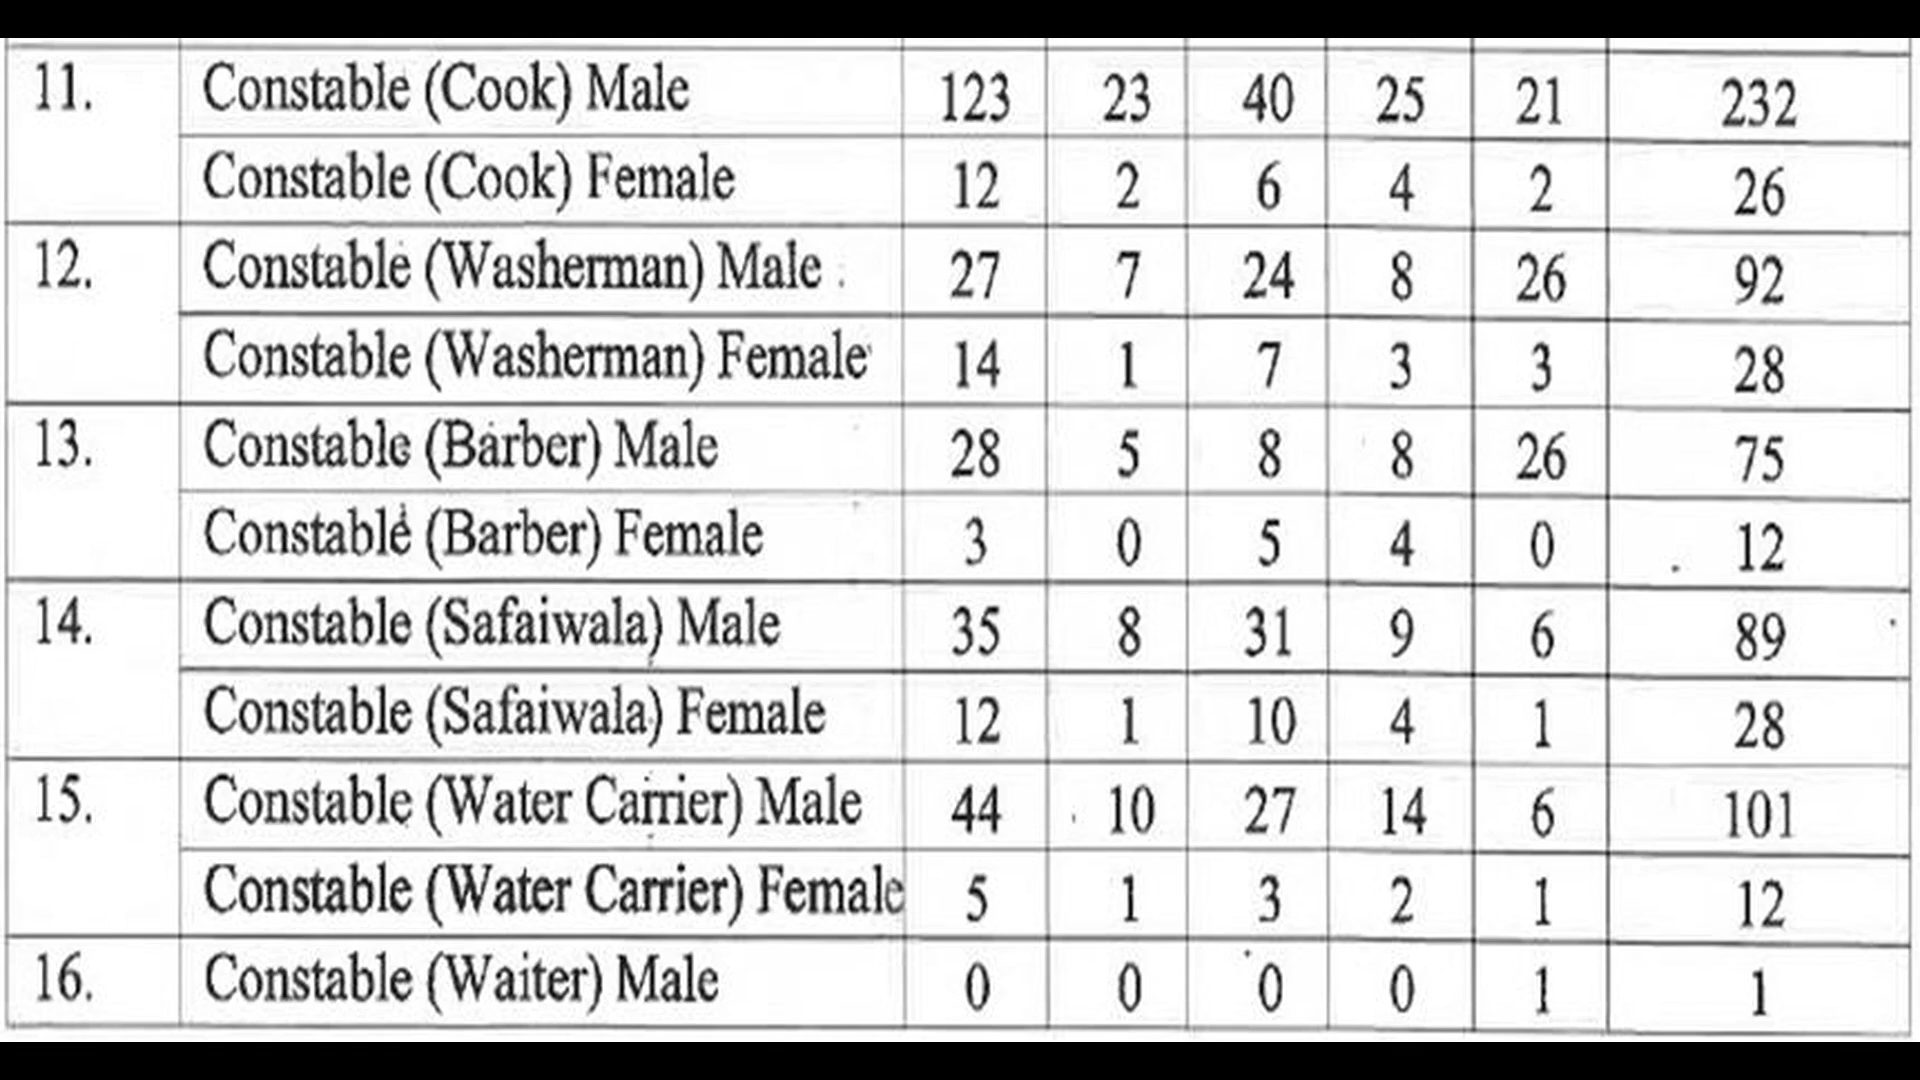 11. Constable (Cook) Male 123 23 40 25 21 232
Constable (Cook) Female 12 2 6 4 2 26
12. Constable (Washerman) Male 27 7 24 8 26 92
Constable (Washerman) Female 14 1 7 3 3 28
13. Constable (Barber) Male 28 5 8 8 26 75
Constable (Barber) Female 3 0 5 4 0 12
14. Constable (Safaiwala) Male 35 8 31 9 6 89
Constable (Safaiwala) Female 12 1 10 4 1 28
15. Constable (Water Carrier) Male 44 10 27 14 6 101
Constable (Water Carrier) Female 5 1 3 2 1 12
16. Constable (Waiter) Male 0 0 0 0 1 1